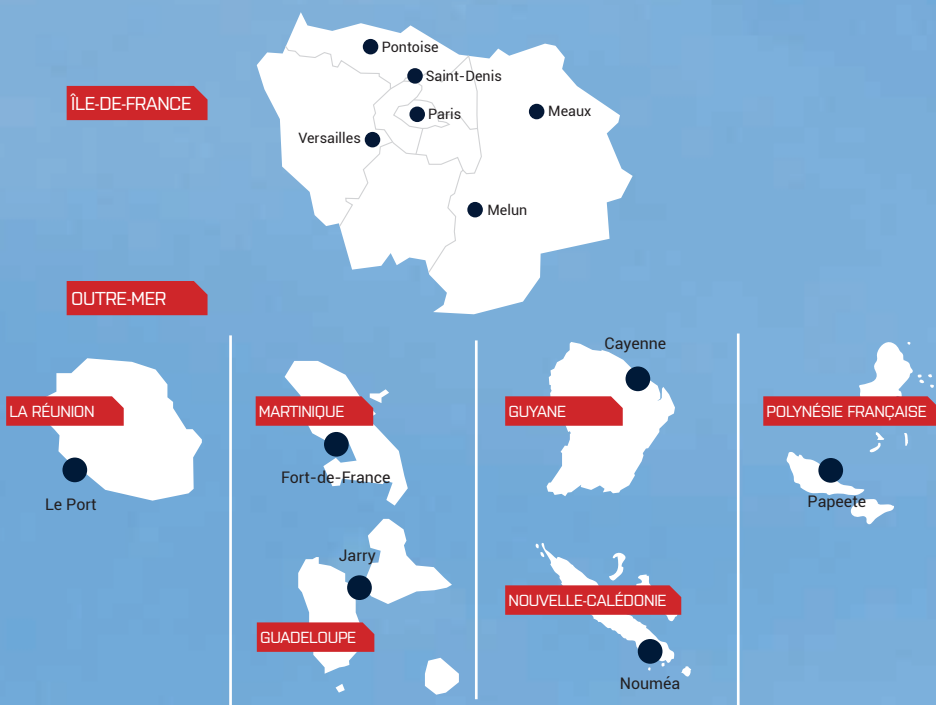 Pontoise
Saint-Denis
ÎLE-DE-FRANCE
Paris
Meaux
Versailles
Melun
OUTRE-MER
LA RÉUNION
Le Port
MARTINIQUE
Fort-de-France
Jarry
GUADELOUPE
Cayenne
GUYANE
NOUVELLE-CALÉDONIE
Nouméa
POLYNÉSIE FRANÇAISE
Papeete